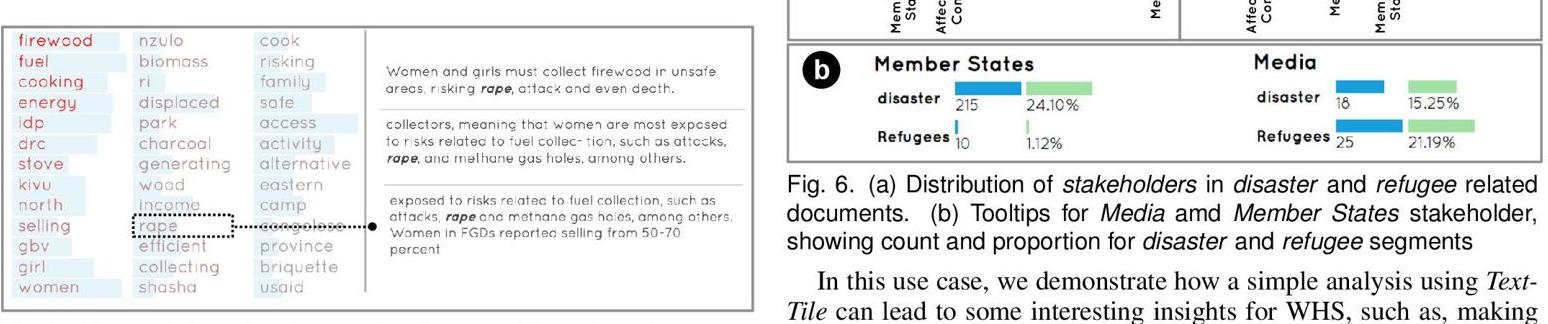 firewood nzulo cook
fuel biomass risking
cooking ri family
energy displaced safe
idp park access
drc charcoal activity
stove generating alternative
kivu wood eastern
north income camp
selling rape congolese
gbv efficient province
girl collecting briquette
women shasha usaid
Women and girls must collect firewood in unsafe
areas, risking rape, attack and even death.
collectors, meaning that women are most exposed
to risks related to fuel collec- tion, such as attacks,
rape, and methane gas holes, among others.
exposed to risks related to fuel collection, such as
attacks, rape and methane gas holes, among others.
Women in FGDs reported selling from 50-70
percent
Me
Sta
Affec
Con
Me
Affec
Con
Me
Mem
Sta
b
Member States
disaster 215 24.10%
Refugees 10 1.12%
Media
disaster 18 15.25%
Refugees 25 21.19%
Fig. 6. (a) Distribution of stakeholders in disaster and refugee related
documents. (b) Tooltips for Media amd Member States stakeholder,
showing count and proportion for disaster and refugee segments
In this use case, we demonstrate how a simple analysis using Text-
Tile can lead to some interesting insights for WHS, such as, making